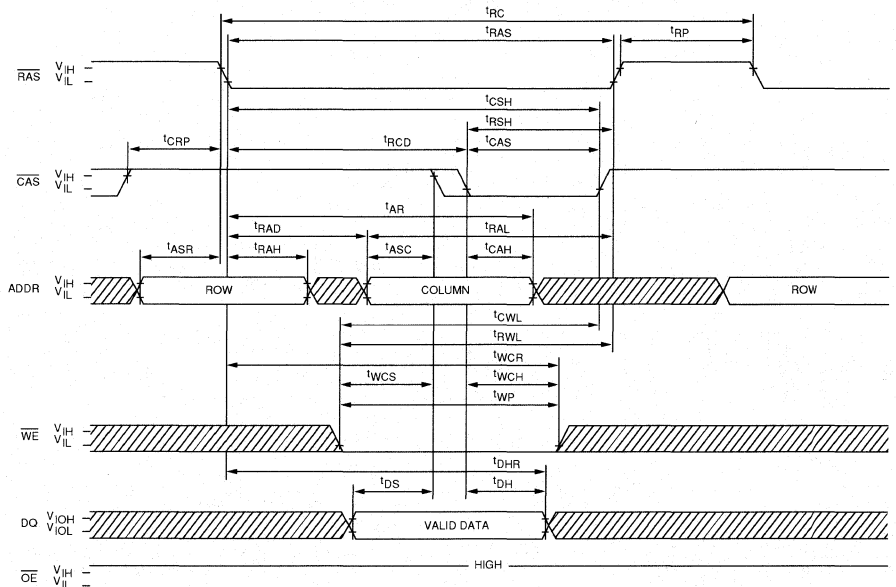 tRC
tRAS
tRP
RAS VIH
VIL
tCSH
tRSH
tCRP
tRCD
tCAS
CAS VIH
VIL
tAR
tRAD
tRAL
tASR
tRAH
tASC
tCAH
ADDR VIH
VIL
ROW
COLUMN
ROW
tCWL
tRWL
tWCR
tWCS
tWCH
tWP
WE VIH
VIL
tDHR
tDS
tDH
DQ VIOH
VIOL
VALID DATA
HIGH
OE VIH
VIL